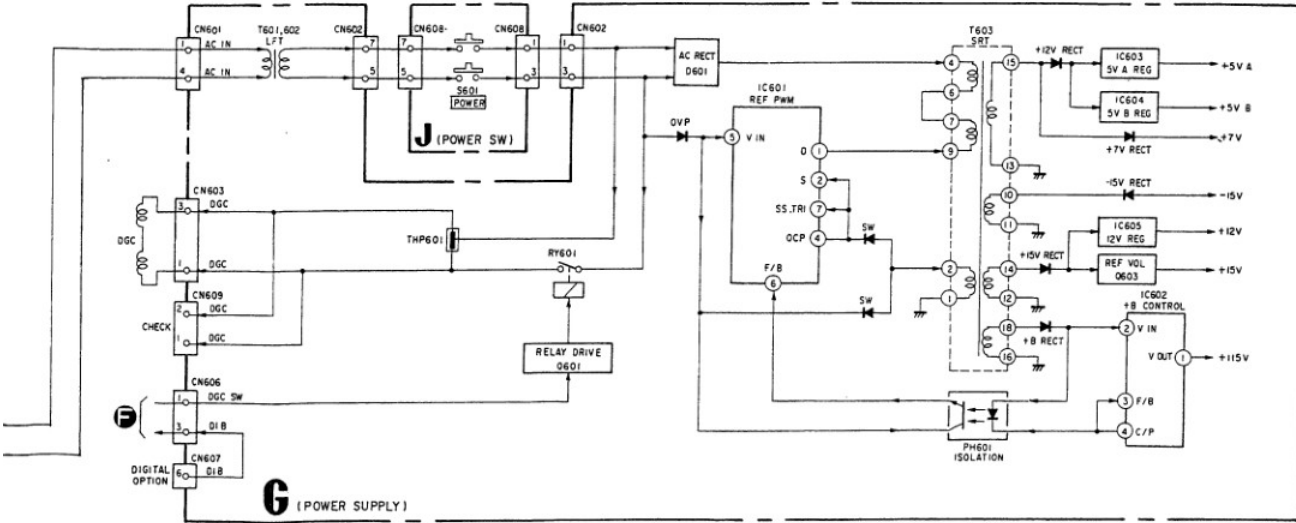 CN601
T601,602
LFT
CN602
CN608-
CN608
CN602
1 AC IN
7
7
1
1
4 AC IN
5
5
3
3
S601
POWER
J (POWER SW)
AC RECT
D601
T603
SRT
4
6
7
9
15
13
10
11
14
12
18
16
2
1
+12V RECT
IC603
5V A REG
+5V A
IC604
5V B REG
+5V B
+7V
+7V RECT
-15V RECT
-15V
IC605
12V REG
+12V
+15V RECT
REF VOL
Q603
+15V
+B RECT
IC602
+B CONTROL
2 V IN
V OUT 1
+115V
3 F/B
4 C/P
IC601
REF PWM
OVP
5 V IN
O 1
S 2
SS.TRI 7
OCP 4
F/B
6
SW
SW
PH601
ISOLATION
CN603
3 DGC
DGC
1 DGC
THP601
RY601
CN609
2 DGC
CHECK
1 DGC
RELAY DRIVE
Q601
CN606
1 DGC SW
F
3 DIB
CN607
DIGITAL
OPTION
6 DIB
G (POWER SUPPLY)